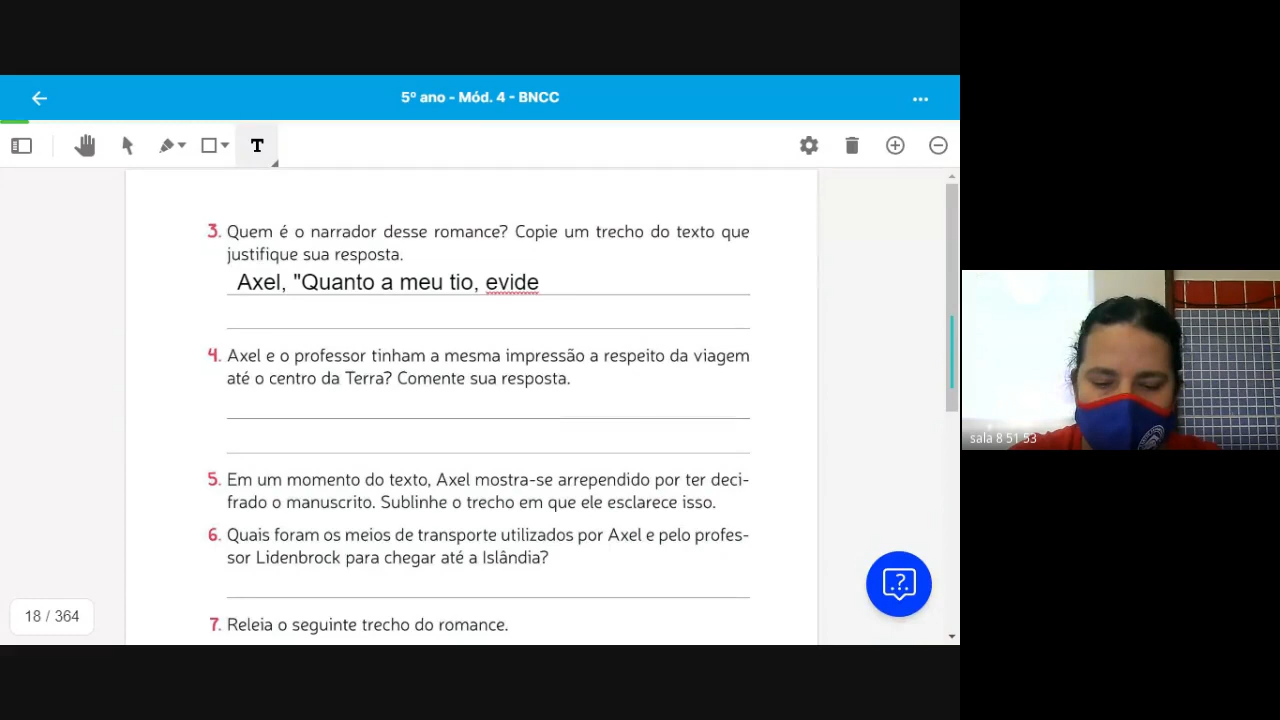 5º ano - Mód. 4 - BNCC
T
3. Quem é o narrador desse romance? Copie um trecho do texto que
justifique sua resposta.
Axel, "Quanto a meu tio, evide
4. Axel e o professor tinham a mesma impressão a respeito da viagem
até o centro da Terra? Comente sua resposta.
5. Em um momento do texto, Axel mostra-se arrependido por ter deci-
frado o manuscrito. Sublinhe o trecho em que ele esclarece isso.
6. Quais foram os meios de transporte utilizados por Axel e pelo profes-
sor Lidenbrock para chegar até a Islândia?
7. Releia o seguinte trecho do romance.
18 / 364
?
sala 8 51 53